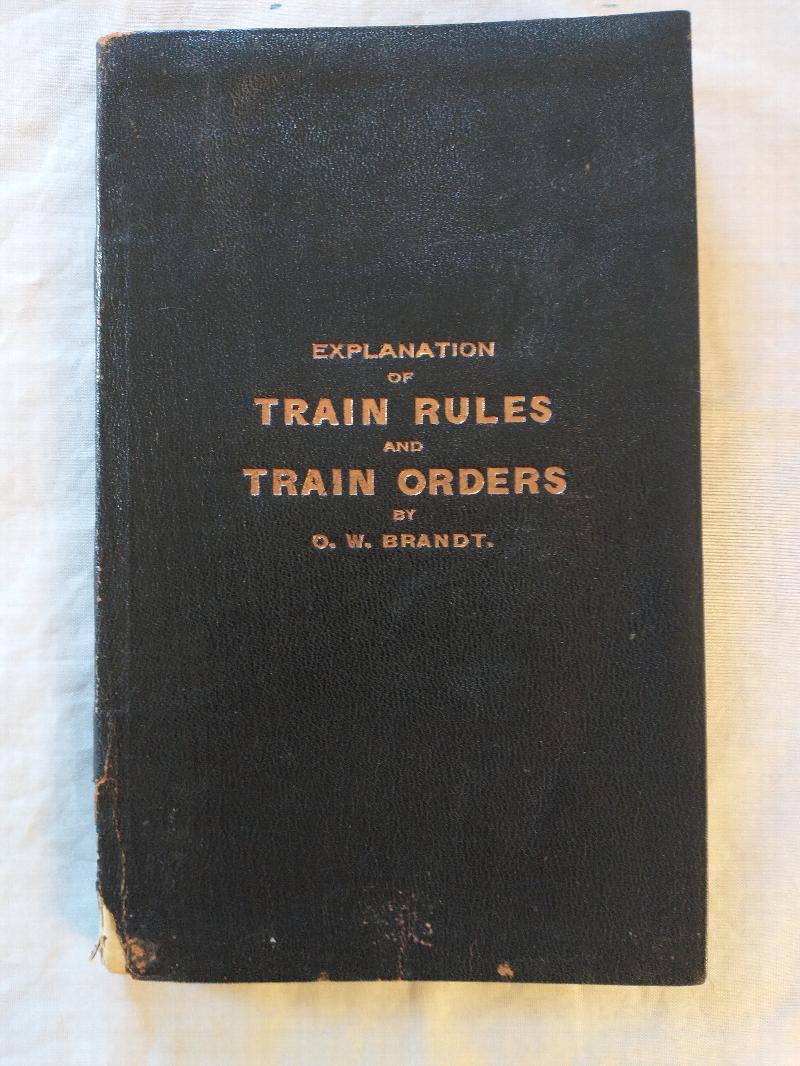 EXPLANATION
OF
TRAIN RULES
AND
TRAIN ORDERS
BY
O. W. BRANDT.